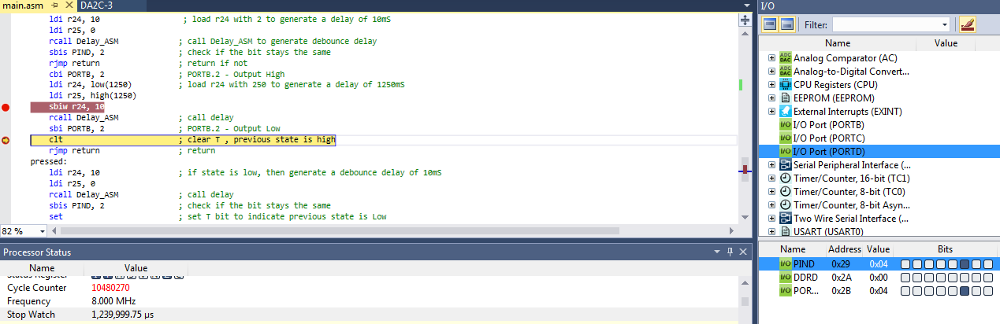 main.asm DA2C-3
ldi r24, 10 ; load r24 with 2 to generate a delay of 10mS
ldi r25, 0
rcall Delay_ASM ; call Delay_ASM to generate debounce delay
sbis PIND, 2 ; check if the bit stays the same
rjmp return ; return if not
cbi PORTB, 2 ; PORTB.2 - Output High
ldi r24, low(1250) ; load r24 with 250 to generate a delay of 1250mS
ldi r25, high(1250)
sbiw r24, 10
rcall Delay_ASM ; call delay
sbi PORTB, 2 ; PORTB.2 - Output Low
clt ; clear T , previous state is high
rjmp return ; return
pressed:
ldi r24, 10 ; if state is low, then generate a debounce delay of 10mS
ldi r25, 0
rcall Delay_ASM ; call delay
sbis PIND, 2 ; check if the bit stays the same
set ; set T bit to indicate previous state is Low
82 %
Processor Status
Name Value
Status Register
Cycle Counter 10480270
Frequency 8.000 MHz
Stop Watch 1,239,999.75 µs
I/O
Filter:
Name Value
Analog Comparator (AC)
Analog-to-Digital Convert...
CPU Registers (CPU)
EEPROM (EEPROM)
External Interrupts (EXINT)
I/O Port (PORTB)
I/O Port (PORTC)
I/O Port (PORTD)
Serial Peripheral Interface (...
Timer/Counter, 16-bit (TC1)
Timer/Counter, 8-bit (TC0)
Timer/Counter, 8-bit Asyn...
Two Wire Serial Interface (...
USART (USART0)
Name Address Value Bits
I/O PIND 0x29 0x04
I/O DDRD 0x2A 0x00
I/O POR... 0x2B 0x04